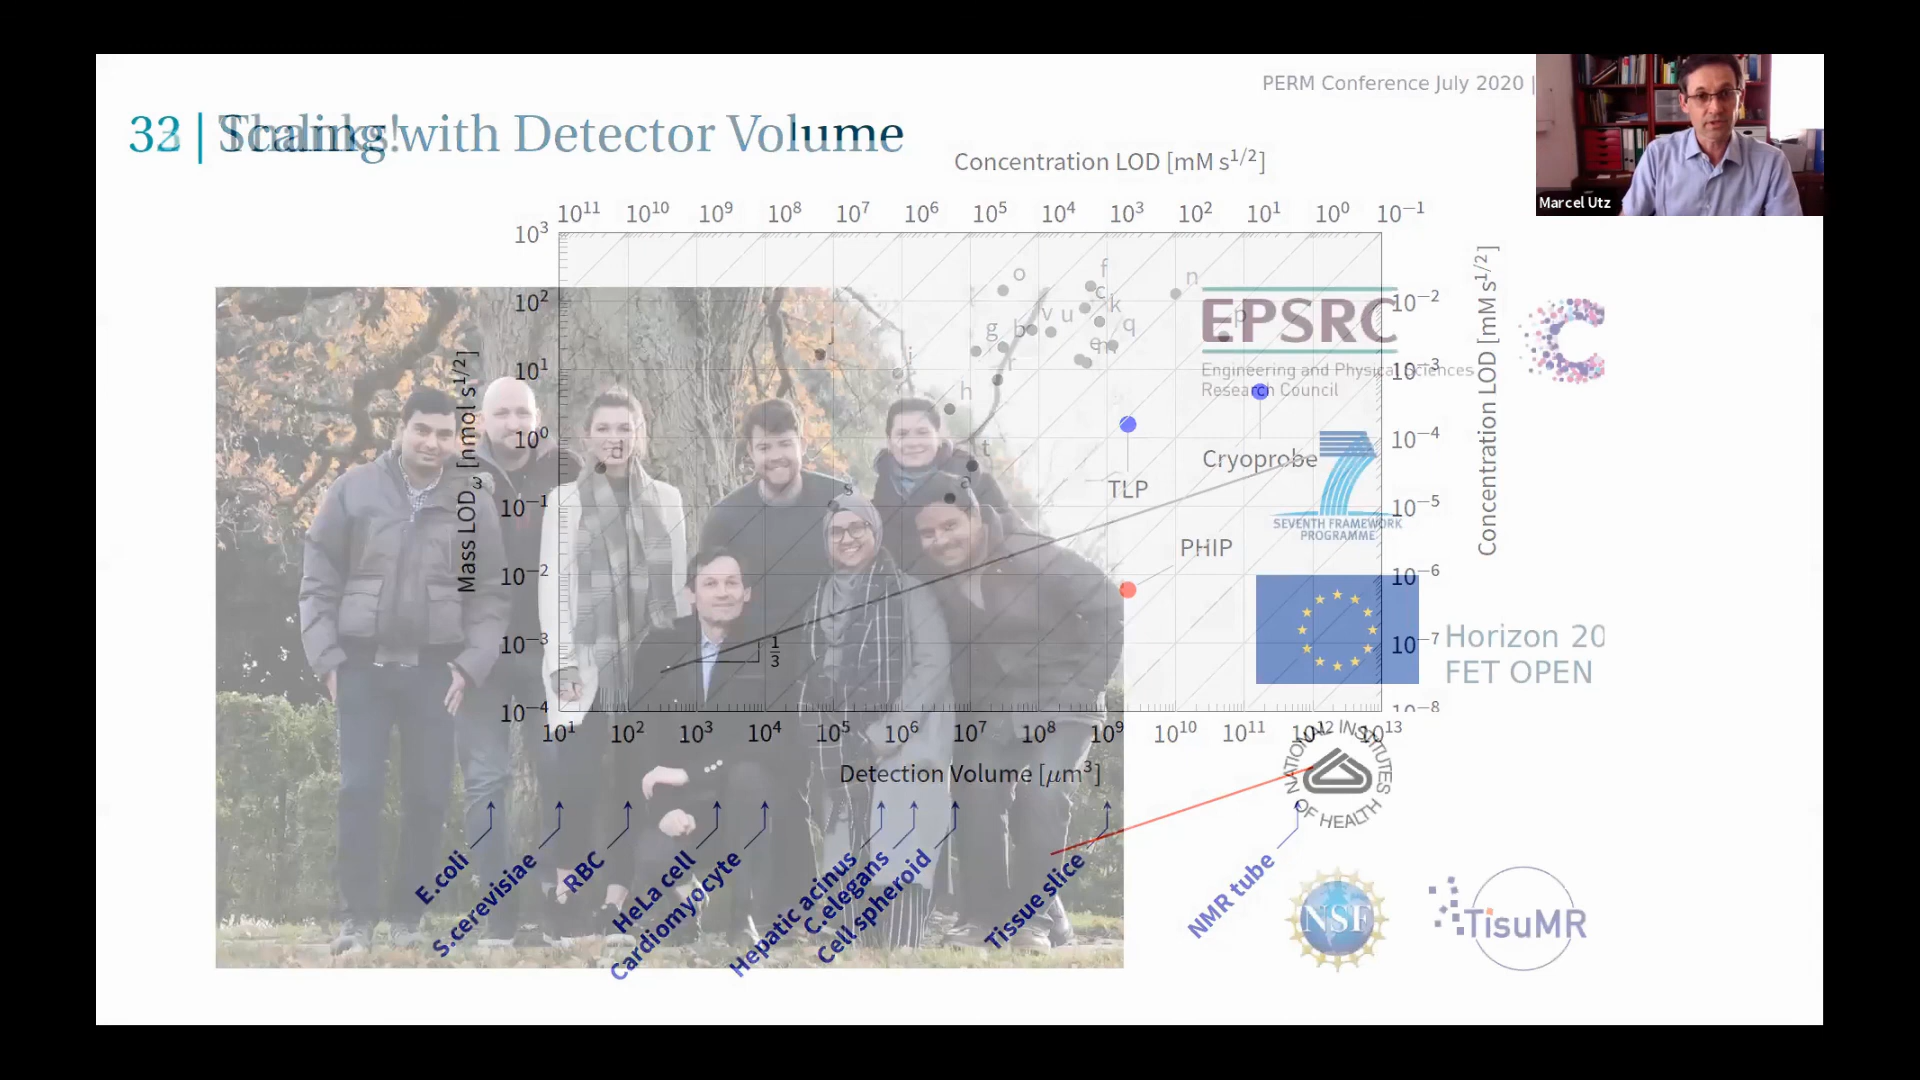 PERM Conference July 2020 |
Marcel Utz
Scaling with Detector Volume
Thanks!
Concentration LOD [mM s^1/2]
10^11 10^10 10^9 10^8 10^7 10^6 10^5 10^4 10^3 10^2 10^1 10^0 10^−1
10^3
10^2
10^1
10^0
10^−1
10^−2
10^−3
10^−4
Mass LOD_ω [nmol s^1/2]
10^−2
10^−3
10^−4
10^−5
10^−6
10^−7
10^−8
Concentration LOD [mM s^1/2]
o f c n k v u g b q p e m j i r h t d s a
TLP
Cryoprobe
PHIP
1/3
10^1 10^2 10^3 10^4 10^5 10^6 10^7 10^8 10^9 10^10 10^11 10^12 10^13
Detection Volume [μm^3]
E.coli
S.cerevisiae
RBC
HeLa cell
Cardiomyocyte
Hepatic acinus
C.elegans
Cell spheroid
Tissue slice
NMR tube
EPSRC
Engineering and Physical Sciences
Research Council
7
SEVENTH FRAMEWORK
PROGRAMME
Horizon 20
FET OPEN
NATIONAL INSTITUTES
OF HEALTH
NSF
TisuMR